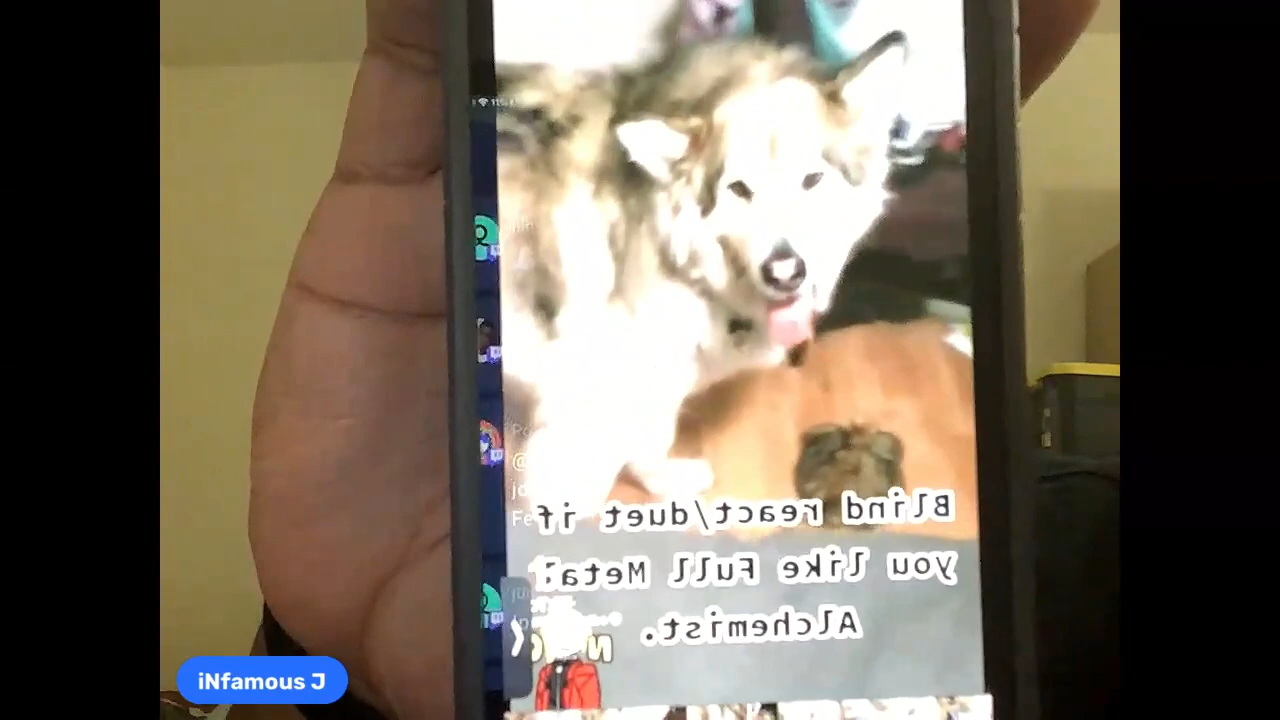 Blind react/duet if
you like Full Metal
Alchemist.
iNfamous J